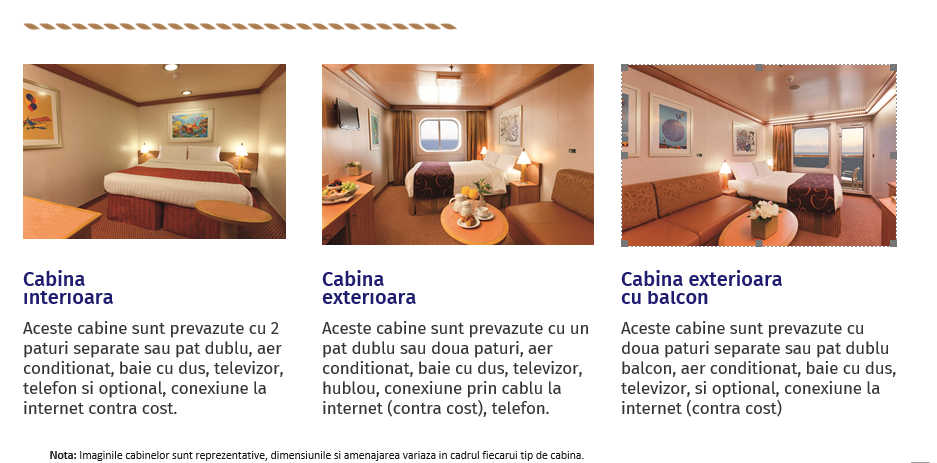 Cabina
interioara
Aceste cabine sunt prevazute cu 2
paturi separate sau pat dublu, aer
conditionat, baie cu dus, televizor,
telefon si optional, conexiune la
internet contra cost.
Cabina
exterioara
Aceste cabine sunt prevazute cu un
pat dublu sau doua paturi, aer
conditionat, baie cu dus, televizor,
hublou, conexiune prin cablu la
internet (contra cost), telefon.
Cabina exterioara
cu balcon
Aceste cabine sunt prevazute cu
doua paturi separate sau pat dublu
balcon, aer conditionat, baie cu dus,
televizor, si optional, conexiune la
internet (contra cost)
Nota: Imaginile cabinelor sunt reprezentative, dimensiunile si amenajarea variaza in cadrul fiecarui tip de cabina.